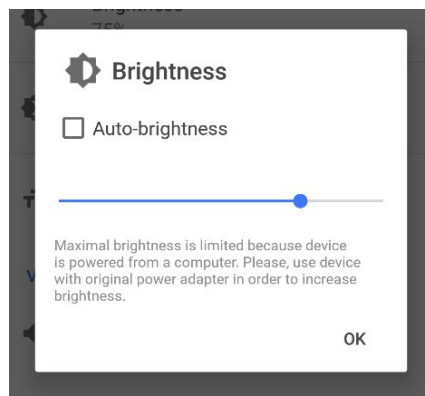 75%
Brightness
Auto-brightness
Maximal brightness is limited because device
is powered from a computer. Please, use device
with original power adapter in order to increase
brightness.
OK